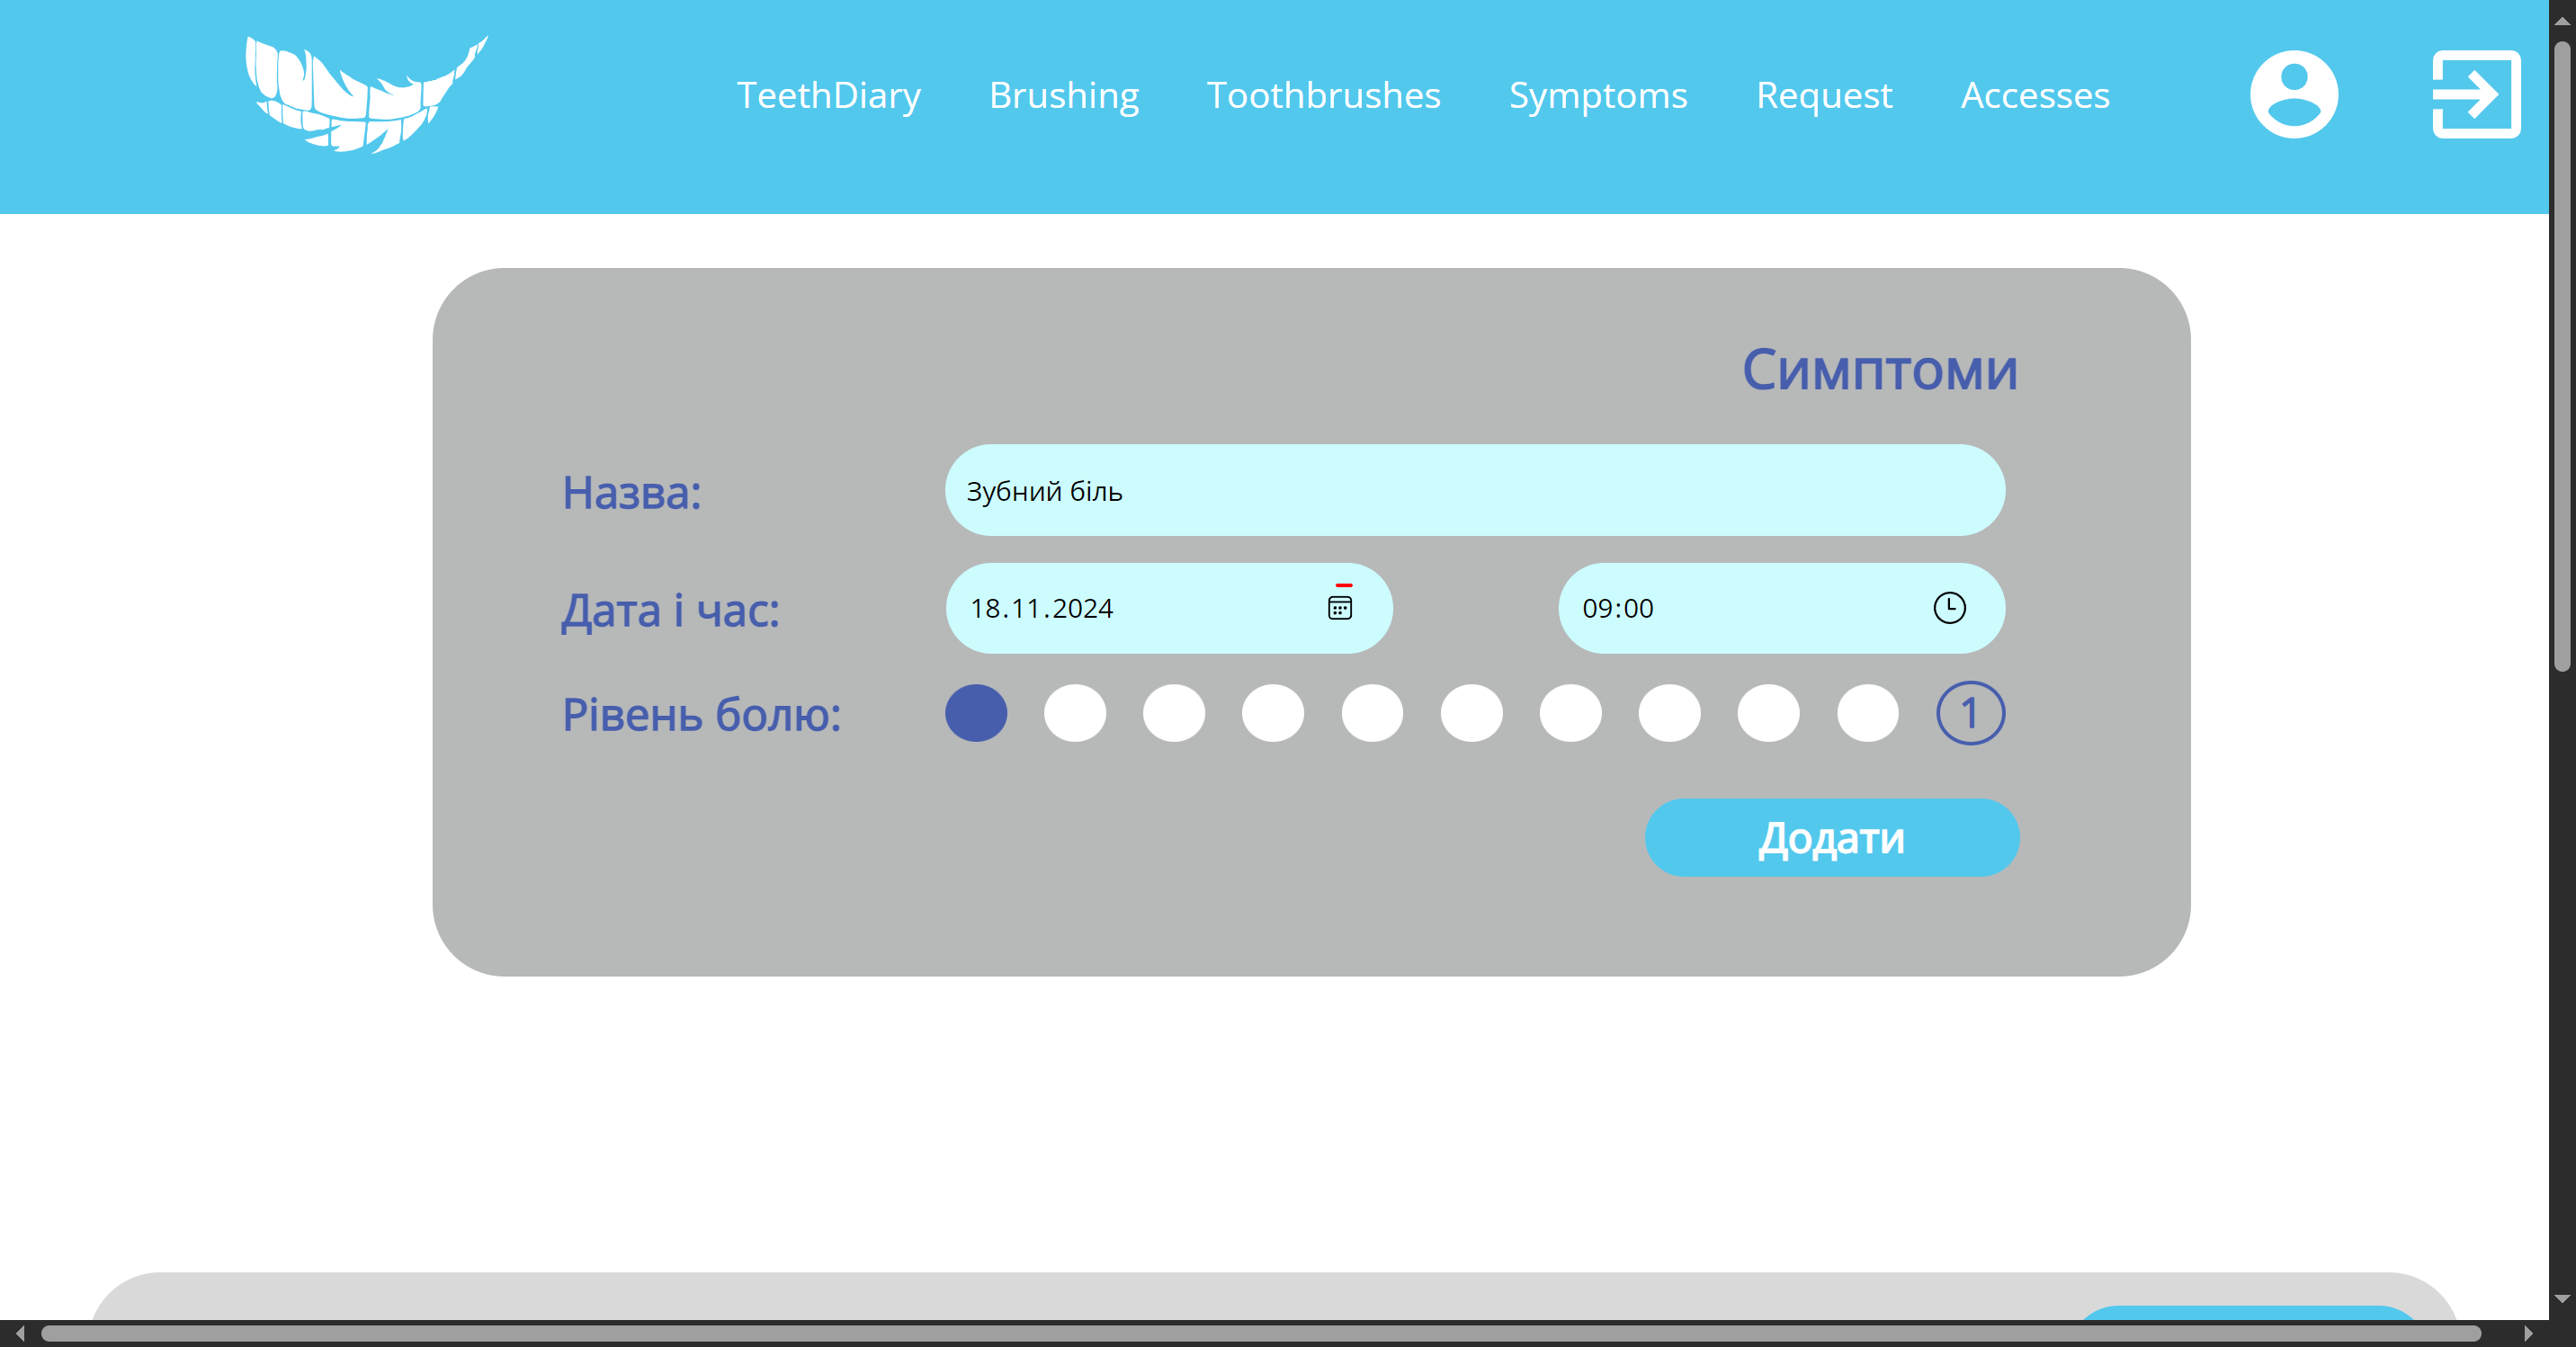 TeethDiary Brushing Toothbrushes Symptoms Request Accesses
Симптоми
Назва: Зубний біль
Дата і час: 18.11.2024 09:00
Рівень болю: 1
Додати